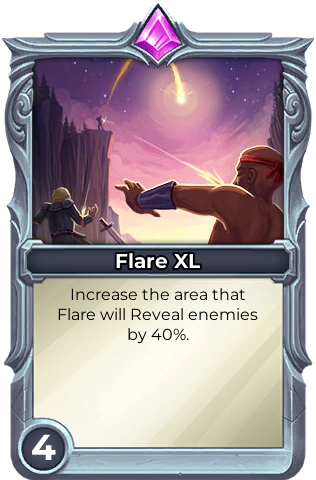 Flare XL
Increase the area that
Flare will Reveal enemies
by 40%.
4